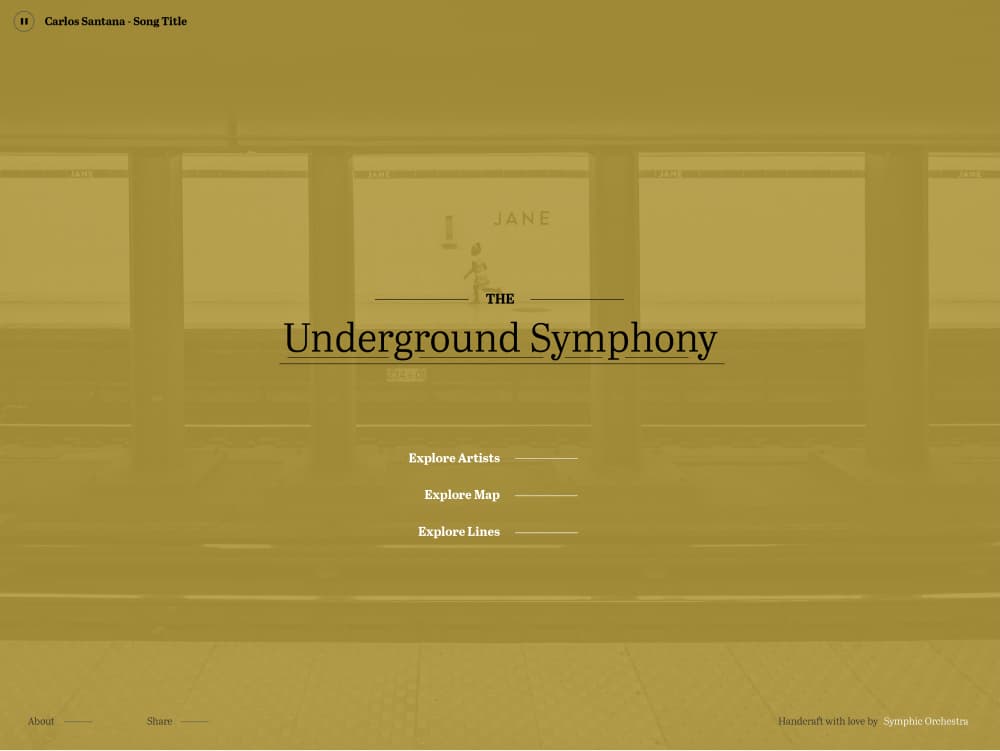 Carlos Santana - Song Title
JANE
JANE
JANE
JANE
JANE
THE
Underground Symphony
Explore Artists
Explore Map
Explore Lines
About
Share
Handcraft with love by Symphic Orchestra